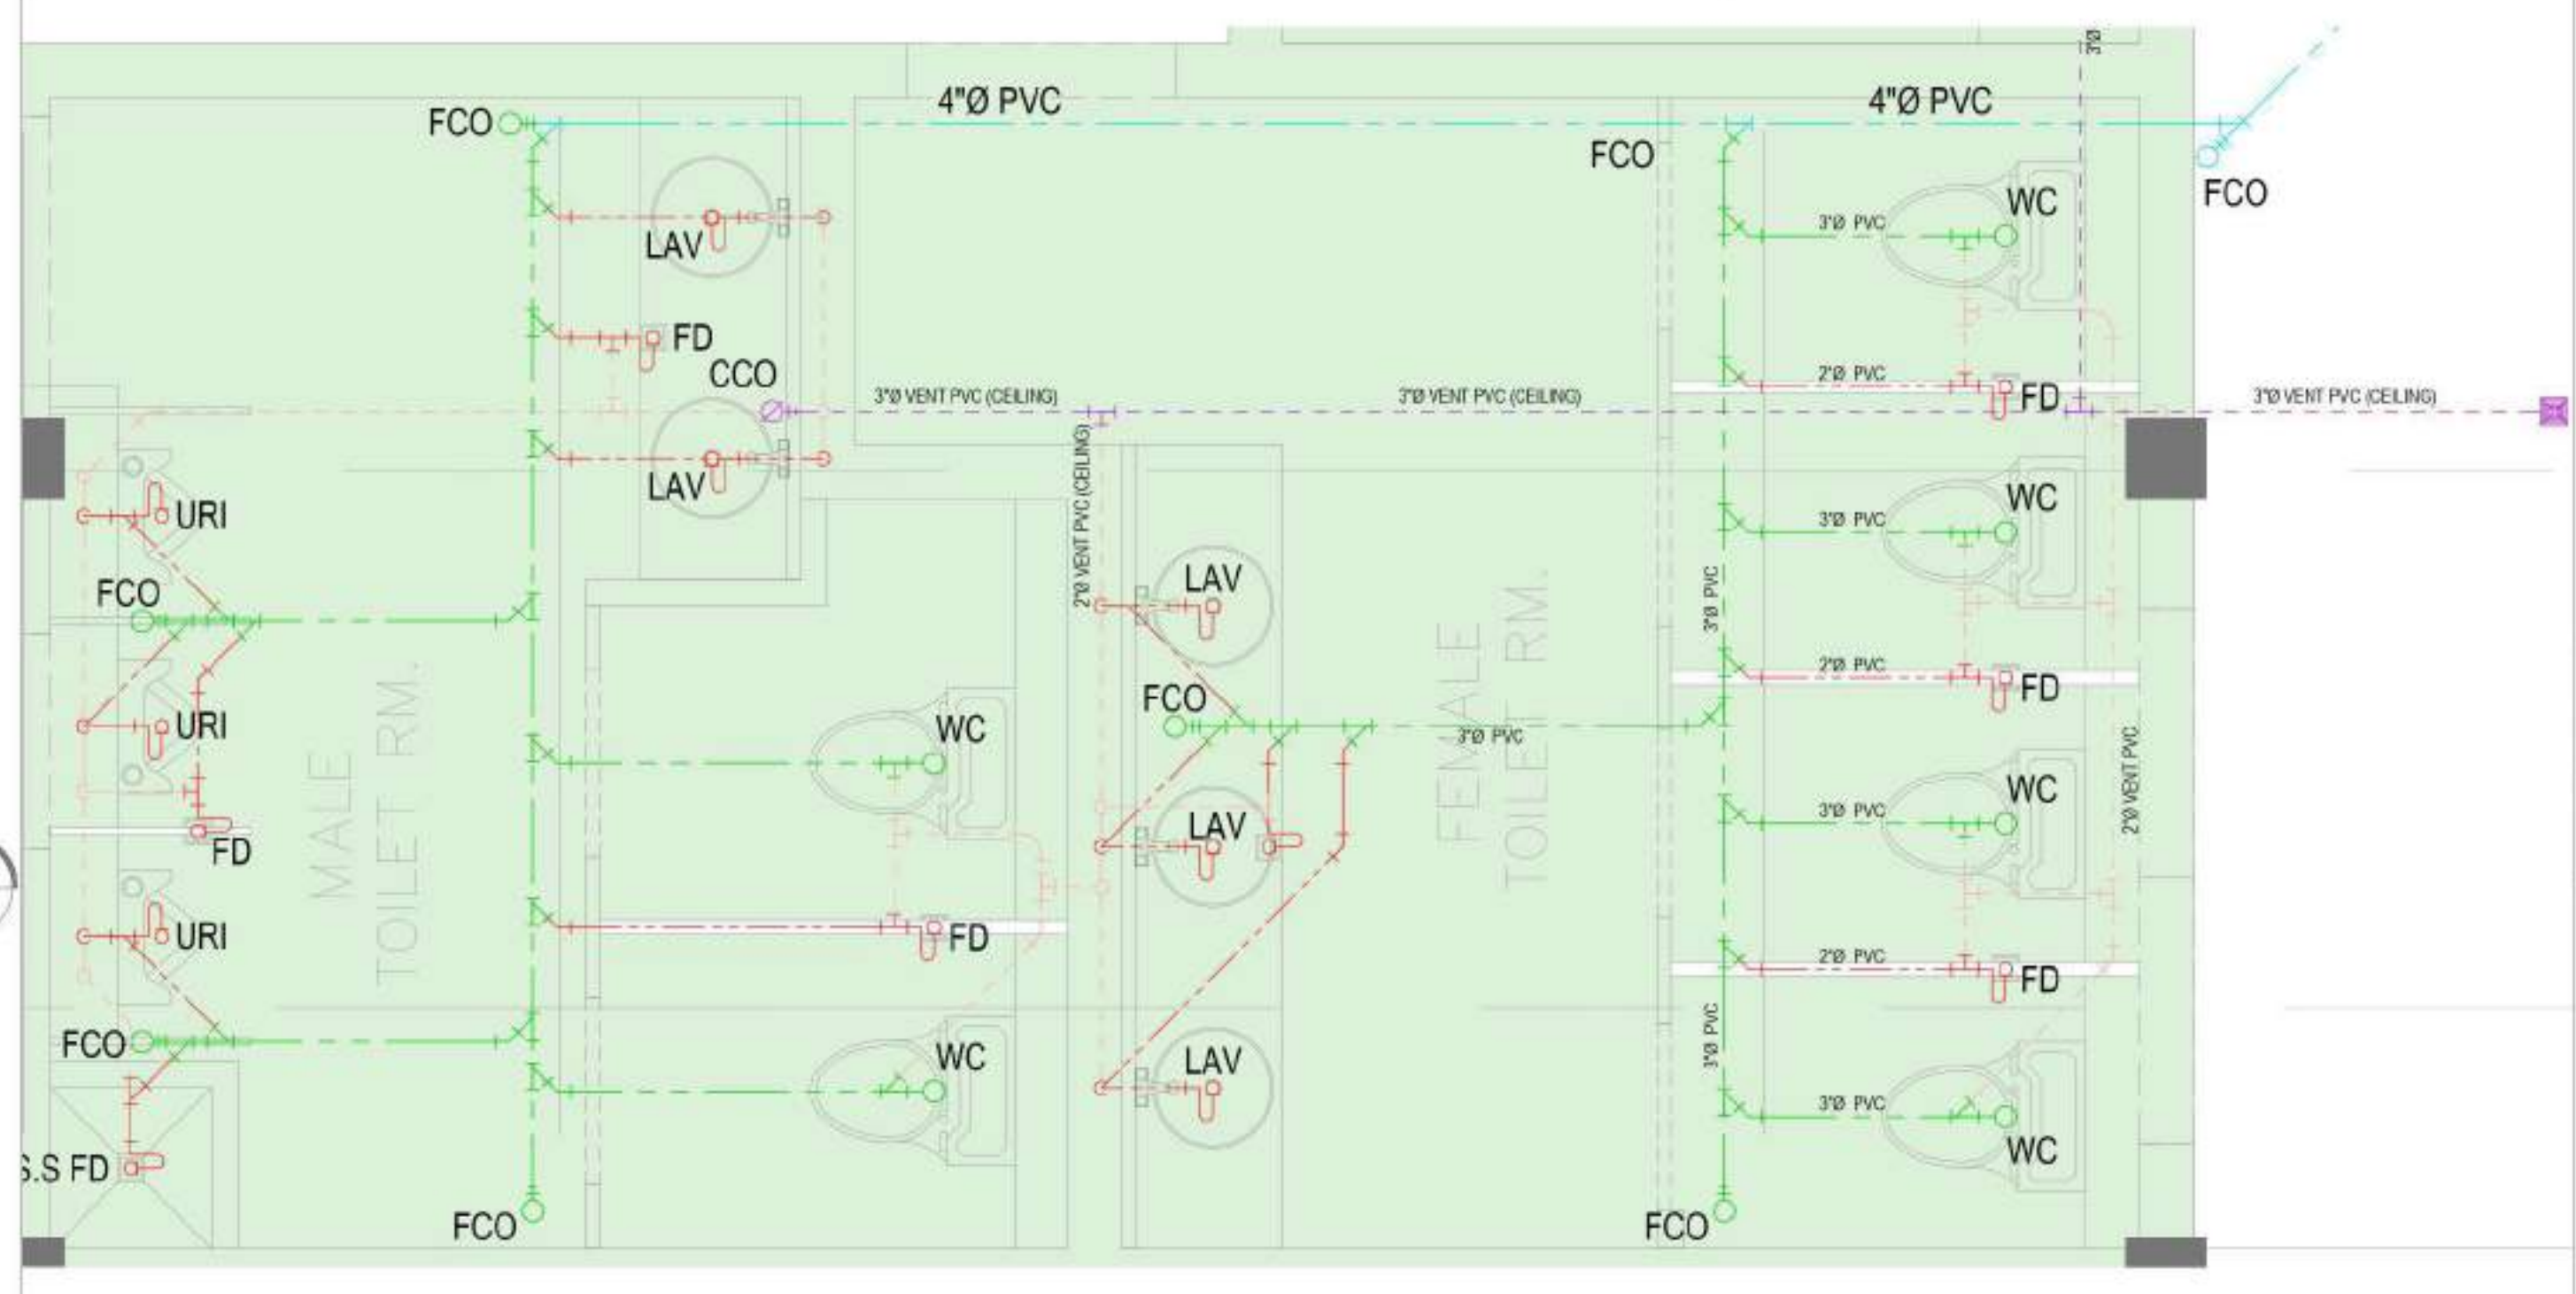 3"Ø
4"Ø PVC
4"Ø PVC
FCO
FCO
FCO
WC
LAV
3"Ø PVC
FD
CCO
2"Ø PVC
FD
3"Ø VENT PVC (CEILING)
3"Ø VENT PVC (CEILING)
3"Ø VENT PVC (CEILING)
LAV
URI
2"Ø VENT PVC (CEILING)
WC
3"Ø PVC
FCO
LAV
3"Ø PVC
2"Ø PVC
FD
URI
WC
FCO
3"Ø PVC
MALE
TOILET RM.
FEMALE
TOILET RM.
WC
3"Ø PVC
2"Ø VENT PVC
FD
LAV
URI
FD
2"Ø PVC
FD
FCO
WC
LAV
3"Ø PVC
3"Ø PVC
WC
S.S FD
FCO
FCO